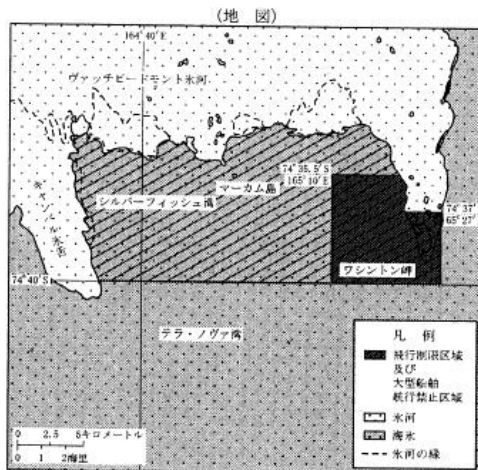 (地 図)
164°40'E
ヴァッチピードモント氷河
74°35.5'S
165°10'E
マーカム島
シルバーフィッシュ湾
74°37'
65°27'
キャンベル氷舌
ワシントン岬
74°40'S
テラ・ノヴァ湾
凡 例
飛行制限区域
及び
大型船舶
航行禁止区域
氷河
海氷
氷河の縁
0 2.5 5キロメートル
0 1 2海里